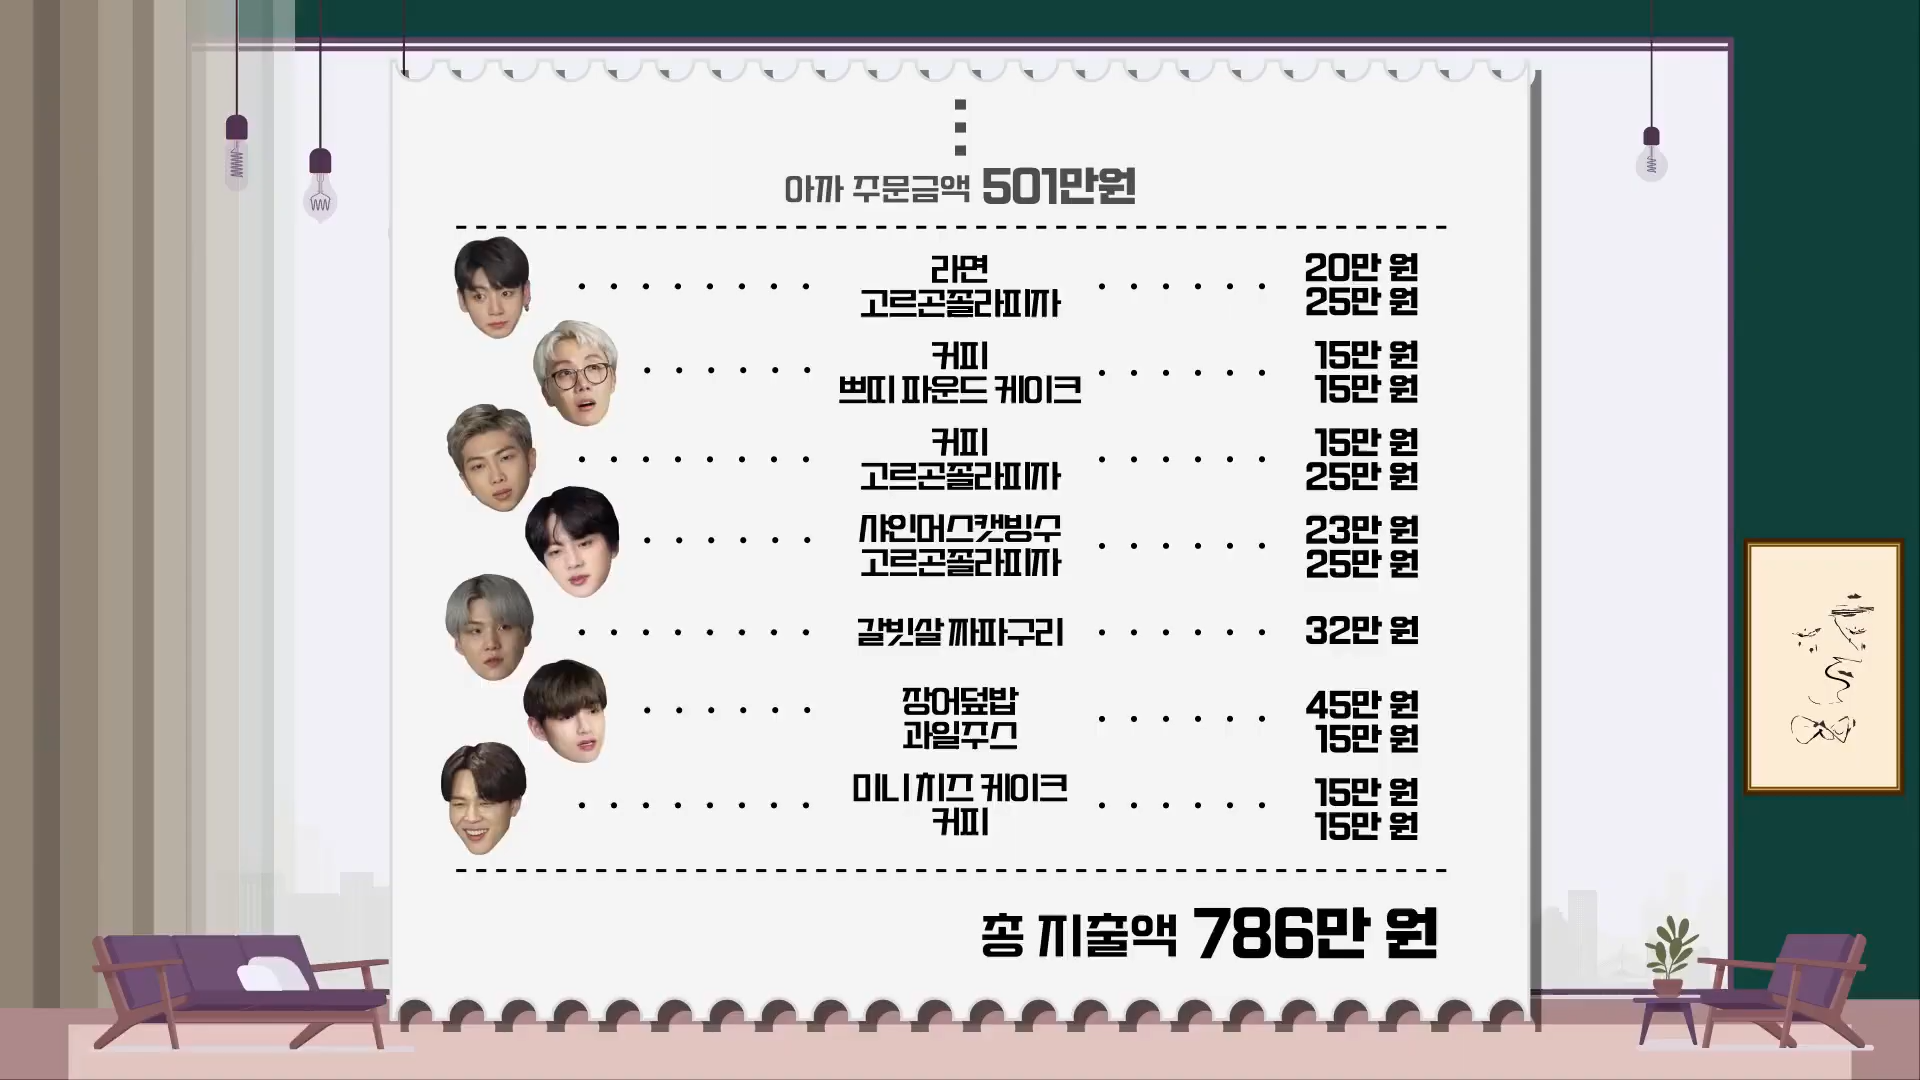 아까 주문금액 501만원
라면 20만 원
고르곤졸라피자 25만 원
커피 15만 원
쁘띠 파운드 케이크 15만 원
커피 15만 원
고르곤졸라피자 25만 원
샤인머스캣빙수 23만 원
고르곤졸라피자 25만 원
갈빗살 짜파구리 32만 원
장어덮밥 45만 원
과일주스 15만 원
미니 치즈 케이크 15만 원
커피 15만 원
총 지출액 786만 원